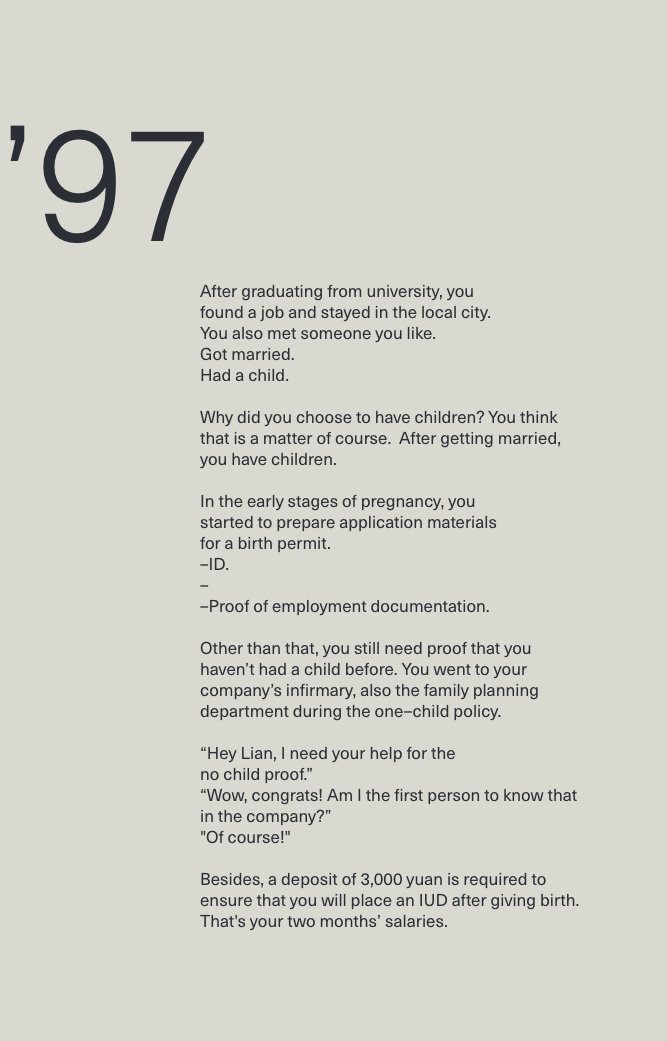 ’97
After graduating from university, you
found a job and stayed in the local city.
You also met someone you like.
Got married.
Had a child.
Why did you choose to have children? You think
that is a matter of course.  After getting married,
you have children.
In the early stages of pregnancy, you
started to prepare application materials
for a birth permit.
–ID.
–
–Proof of employment documentation.
Other than that, you still need proof that you
haven’t had a child before. You went to your
company’s infirmary, also the family planning
department during the one–child policy.
“Hey Lian, I need your help for the
no child proof.”
“Wow, congrats! Am I the first person to know that
in the company?”
"Of course!"
Besides, a deposit of 3,000 yuan is required to
ensure that you will place an IUD after giving birth.
That's your two months’ salaries.